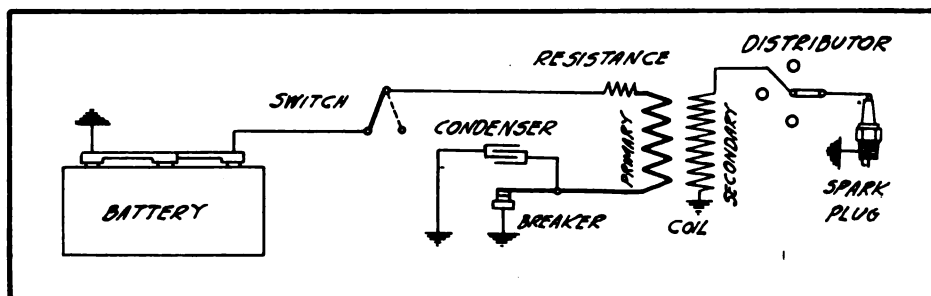 DISTRIBUTOR
RESISTANCE
SWITCH
CONDENSER
PRIMARY
SECONDARY
BATTERY
BREAKER
COIL
SPARK
PLUG